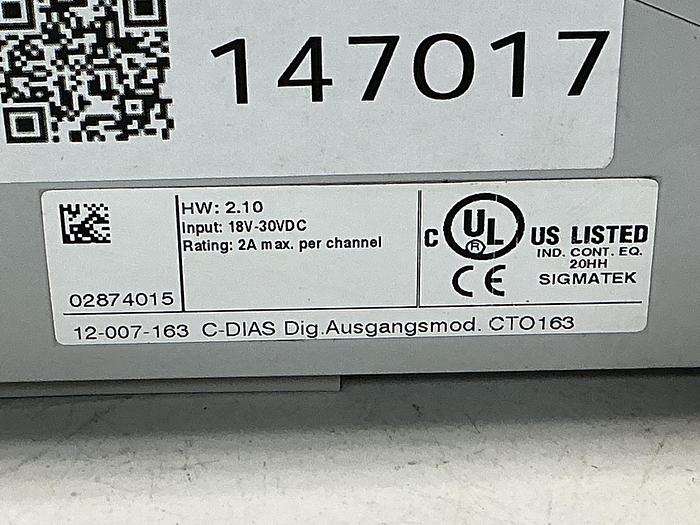 147017
HW: 2.10
Input: 18V-30VDC
Rating: 2A max. per channel
02874015
C UL ® US LISTED
IND. CONT. EQ.
20HH
CE SIGMATEK
12-007-163 C-DIAS Dig.Ausgangsmod. CTO163